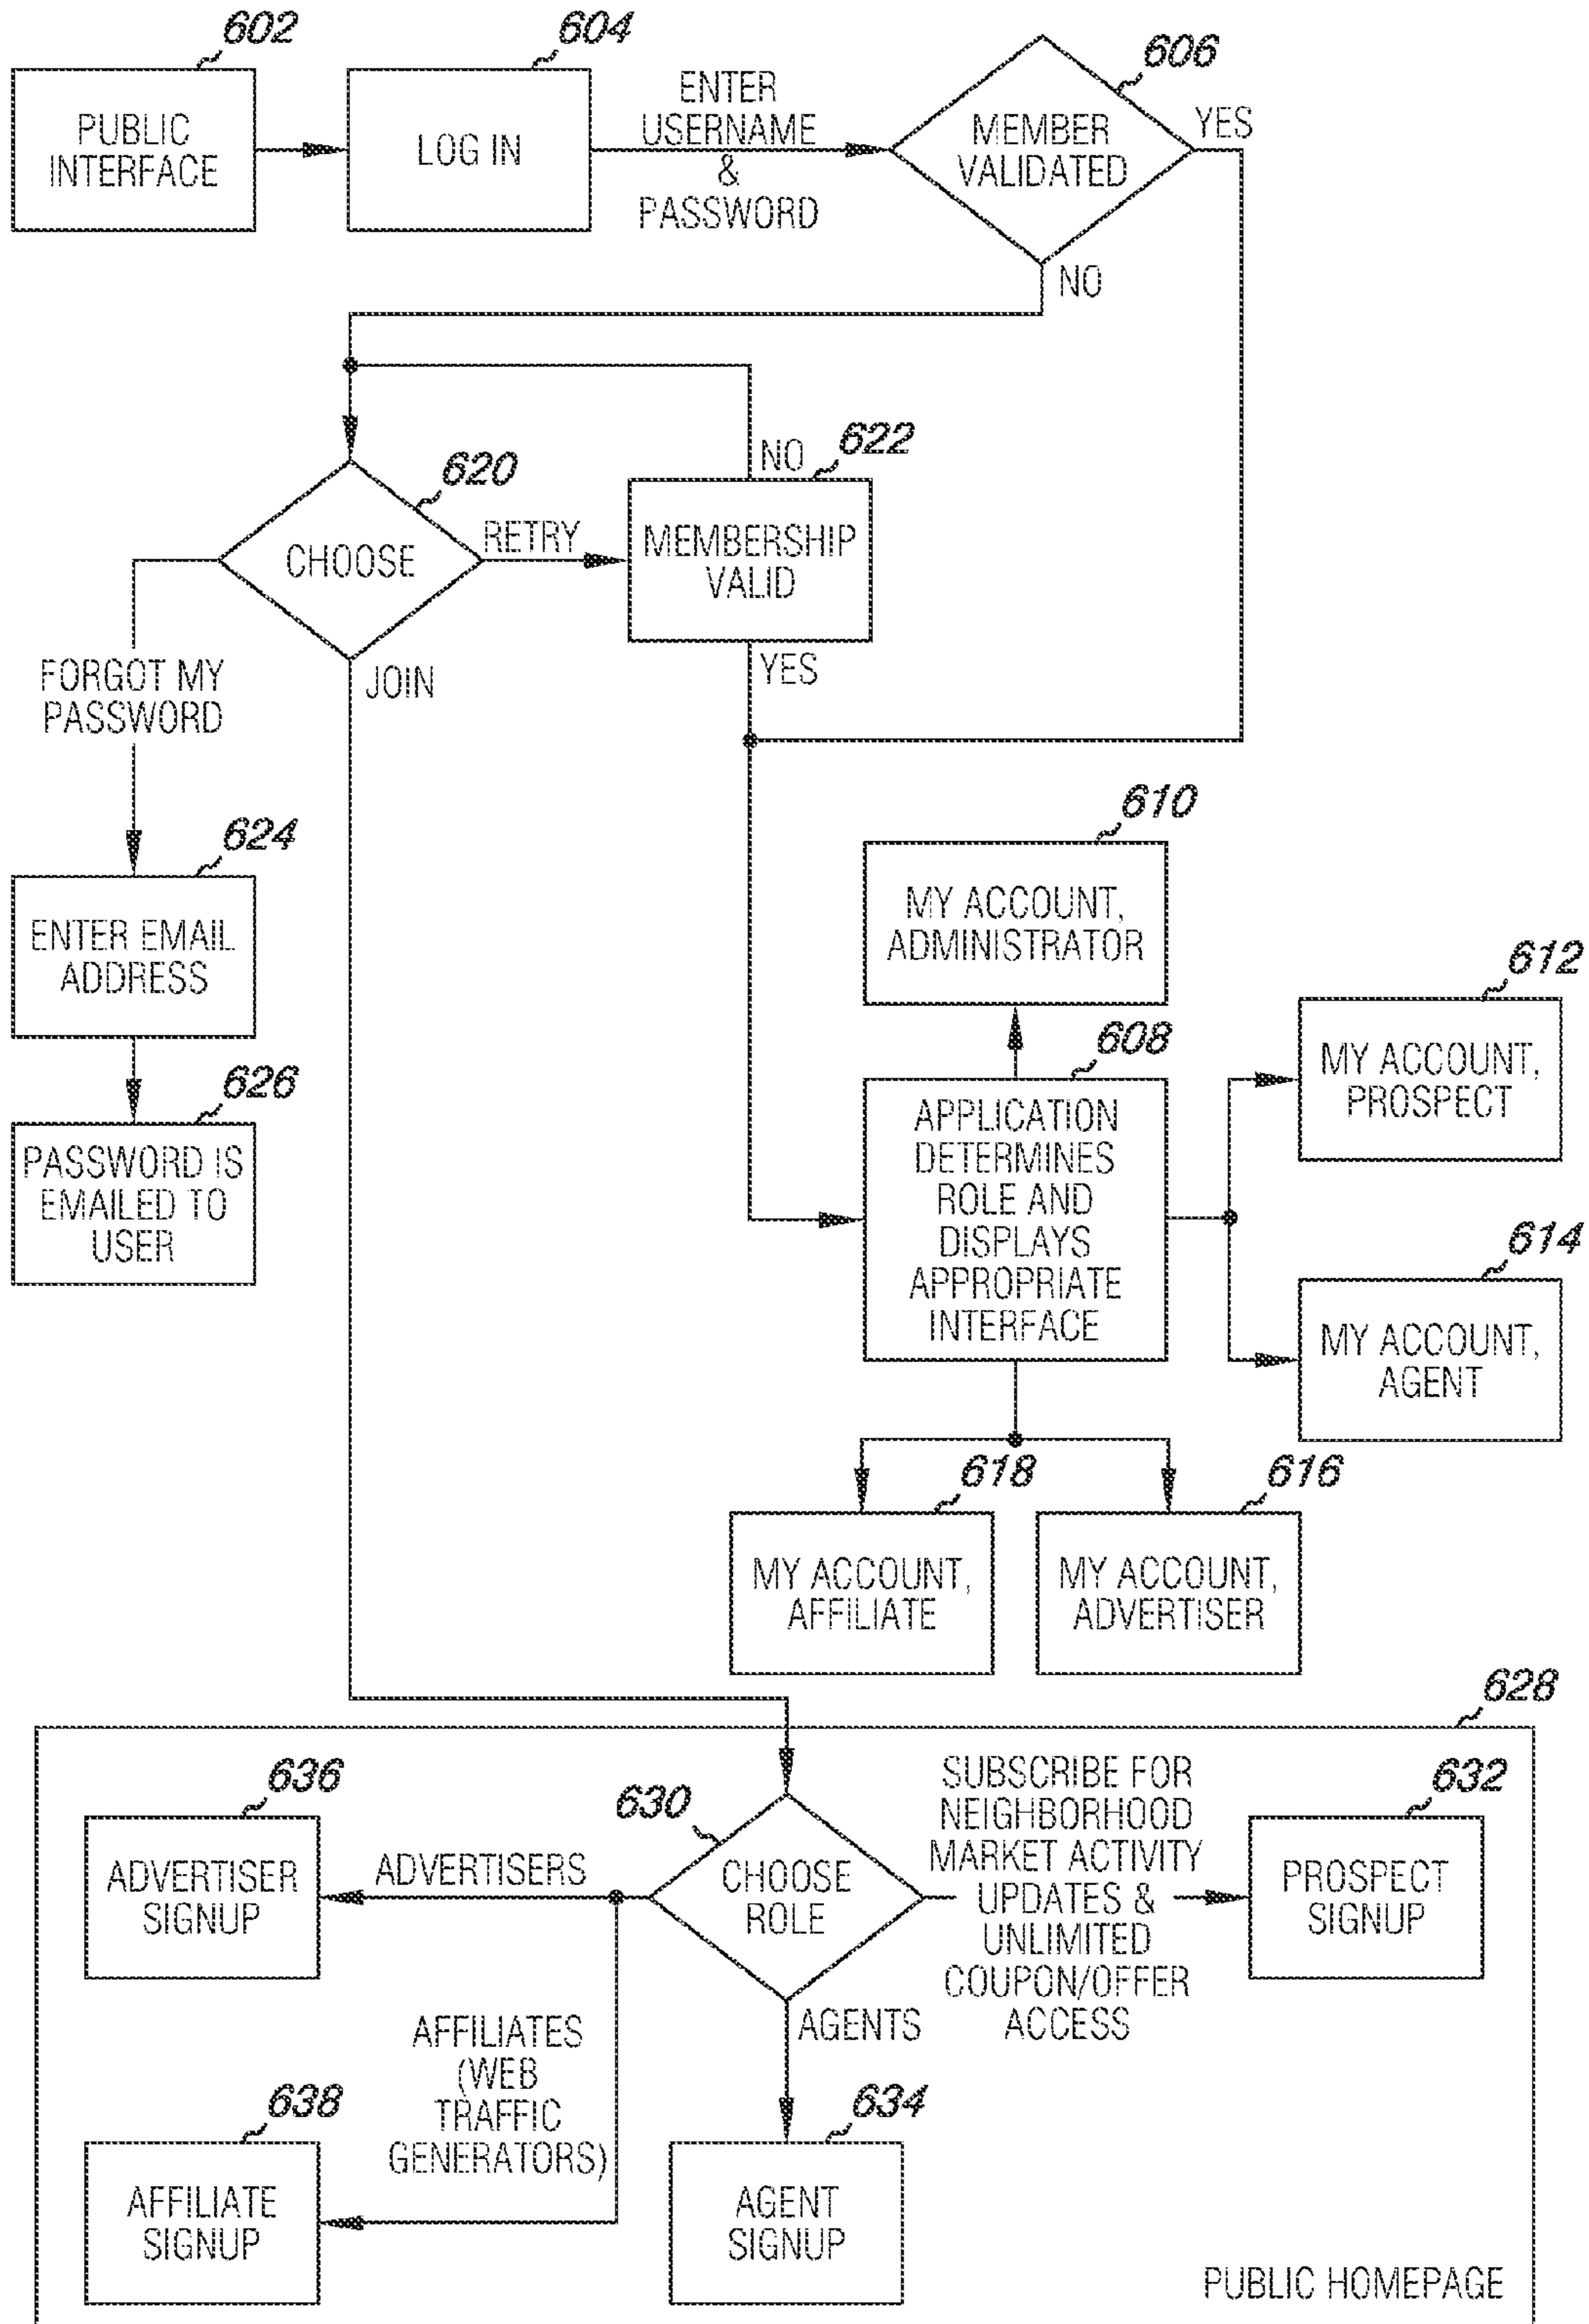 602
PUBLIC
INTERFACE
604
LOG IN
ENTER
USERNAME
&
PASSWORD
606
MEMBER
VALIDATED
YES
NO
620
CHOOSE
RETRY
NO
622
MEMBERSHIP
VALID
YES
FORGOT MY
PASSWORD
JOIN
624
ENTER EMAIL
ADDRESS
626
PASSWORD IS
EMAILED TO
USER
610
MY ACCOUNT,
ADMINISTRATOR
608
APPLICATION
DETERMINES
ROLE AND
DISPLAYS
APPROPRIATE
INTERFACE
612
MY ACCOUNT,
PROSPECT
614
MY ACCOUNT,
AGENT
618
MY ACCOUNT,
AFFILIATE
616
MY ACCOUNT,
ADVERTISER
628
636
ADVERTISER
SIGNUP
ADVERTISERS
630
CHOOSE
ROLE
SUBSCRIBE FOR
NEIGHBORHOOD
MARKET ACTIVITY
UPDATES &
UNLIMITED
COUPON/OFFER
ACCESS
632
PROSPECT
SIGNUP
AFFILIATES
(WEB
TRAFFIC
GENERATORS)
AGENTS
638
AFFILIATE
SIGNUP
634
AGENT
SIGNUP
PUBLIC HOMEPAGE